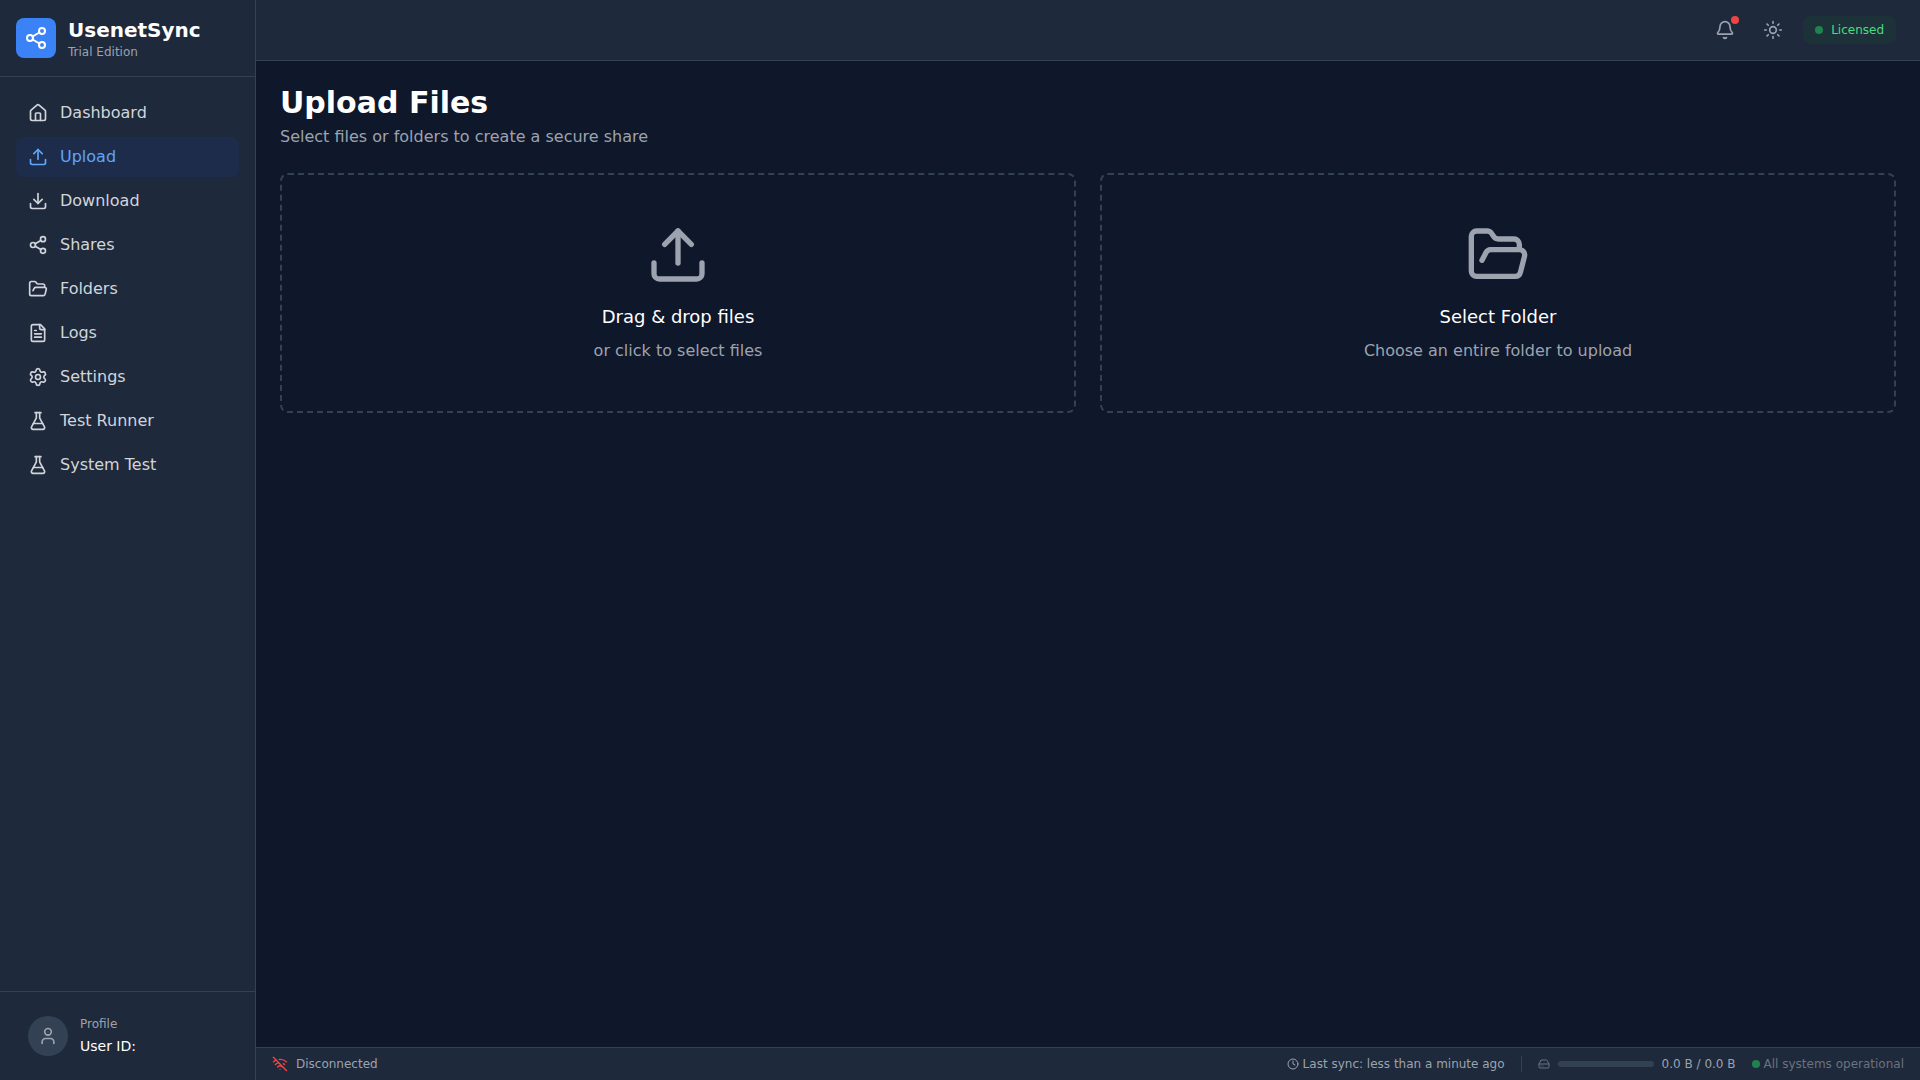 UsenetSync
Trial Edition
Dashboard
Upload
Download
Shares
Folders
Logs
Settings
Test Runner
System Test
Profile
User ID:
Licensed
Upload Files
Select files or folders to create a secure share
Drag & drop files
or click to select files
Select Folder
Choose an entire folder to upload
Disconnected
Last sync: less than a minute ago
0.0 B / 0.0 B
All systems operational